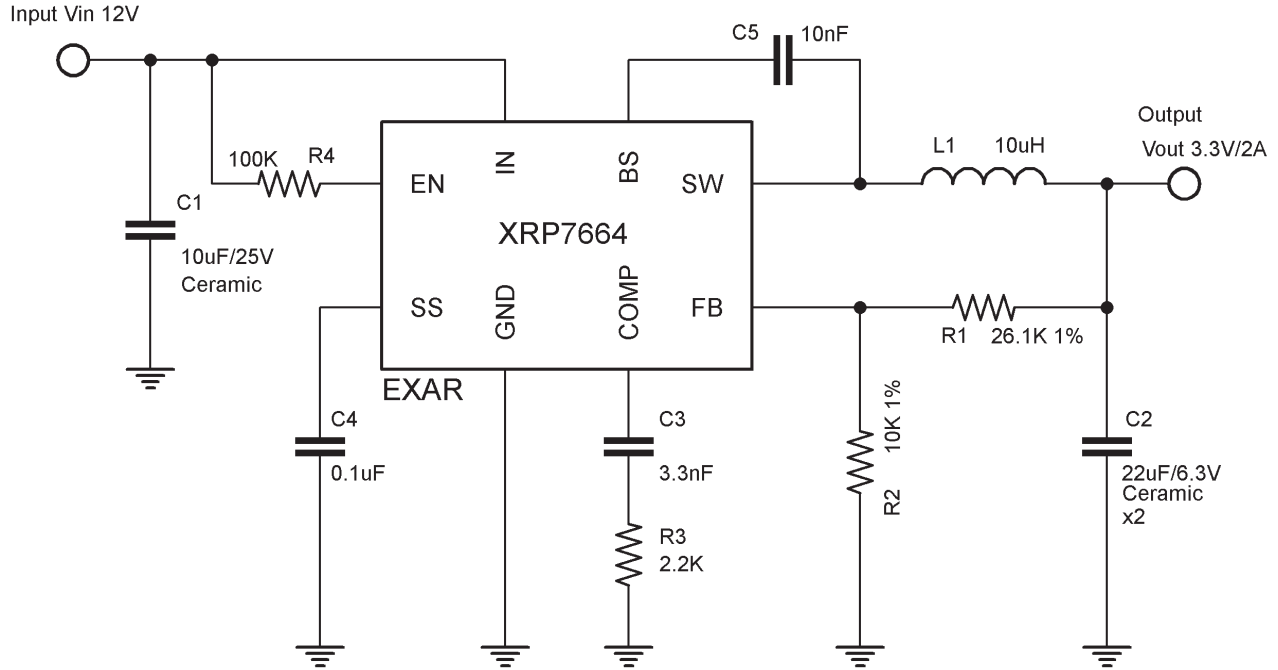 Input Vin 12V
C5
10nF
Output
Vout 3.3V/2A
L1
10uH
100K
R4
EN
IN
BS
SW
C1
10uF/25V
Ceramic
XRP7664
SS
GND
COMP
FB
R1
26.1K 1%
EXAR
C4
0.1uF
C3
3.3nF
R3
2.2K
10K 1%
R2
C2
22uF/6.3V
Ceramic
x2